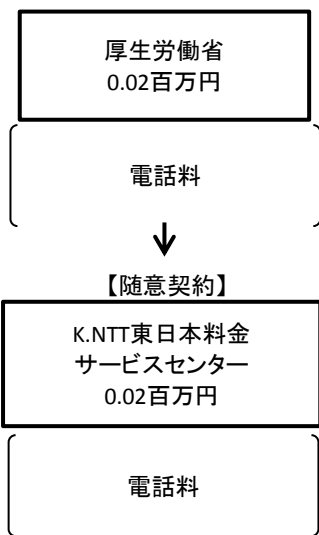 厚生労働省
0.02百万円
電話料
【随意契約】
K.NTT東日本料金
サービスセンター
0.02百万円
電話料